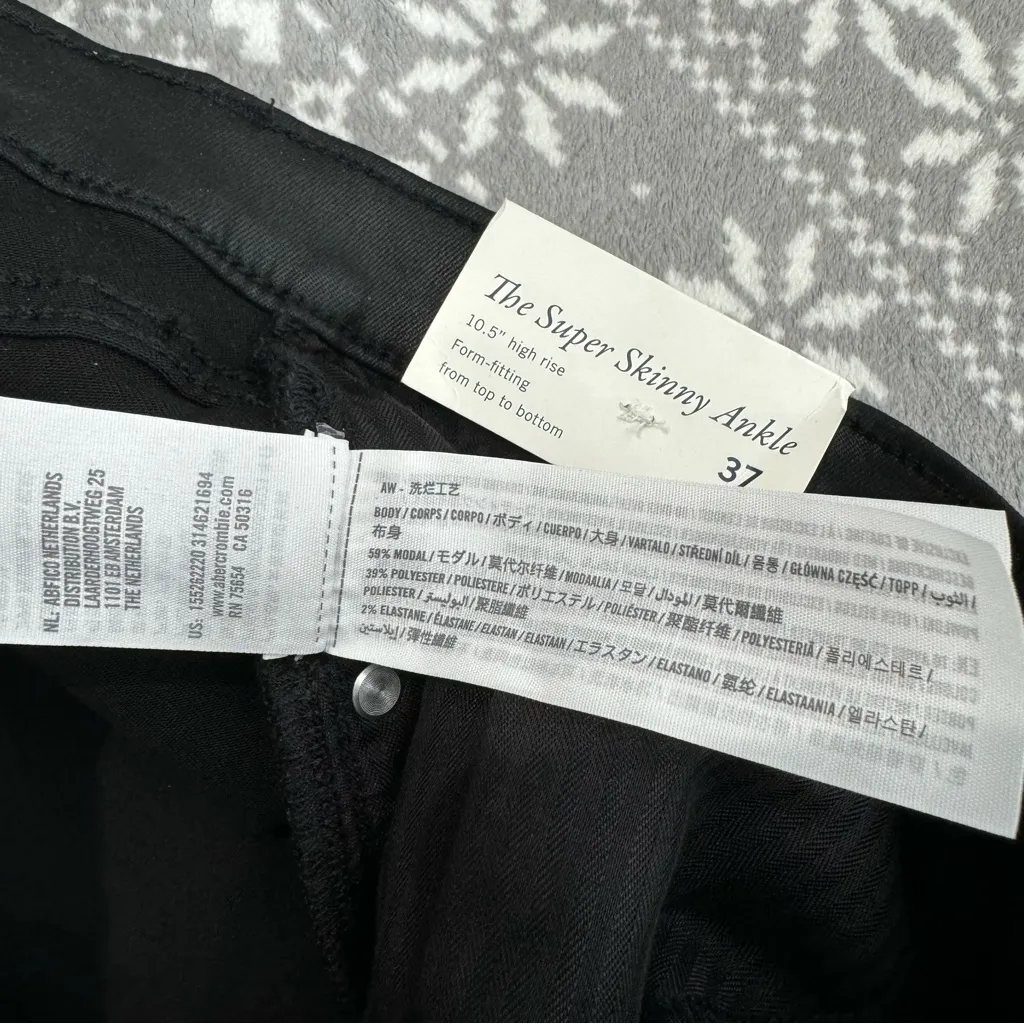 The Super Skinny Ankle
10.5" high rise
Form-fitting
from top to bottom
37
NL: ABFICO NETHERLANDS
DISTRIBUTION B.V.
LAARDERHOOGTWEG 25
1101 EB AMSTERDAM
THE NETHERLANDS
US: 155262220 314621694
www.abercrombie.com
RN 75654 CA 50316
AW - 洗烂工艺
BODY / CORPS / CORPO / ボディ / CUERPO / 大身 / VARTALO / STŘEDNÍ DÍL / 몸통 / GŁÓWNA CZĘŚĆ / TOPP / الثوب /
布身
59% MODAL / モダル / 莫代尔纤维 / MODAALIA / 모달 / المودال / 莫代爾纖維
39% POLYESTER / POLIESTERE / ポリエステル / POLIÉSTER / 聚酯纤维 / POLYESTERIÄ / 폴리에스테르 /
POLIESTER / البوليستر / 聚脂纖維
2% ELASTANE / ÉLASTANE / ELASTAN / ELASTAAN / エラスタン / ELASTANO / 氨纶 / ELASTAANIA / 엘라스탄 /
إيلاستين / 彈性纖維